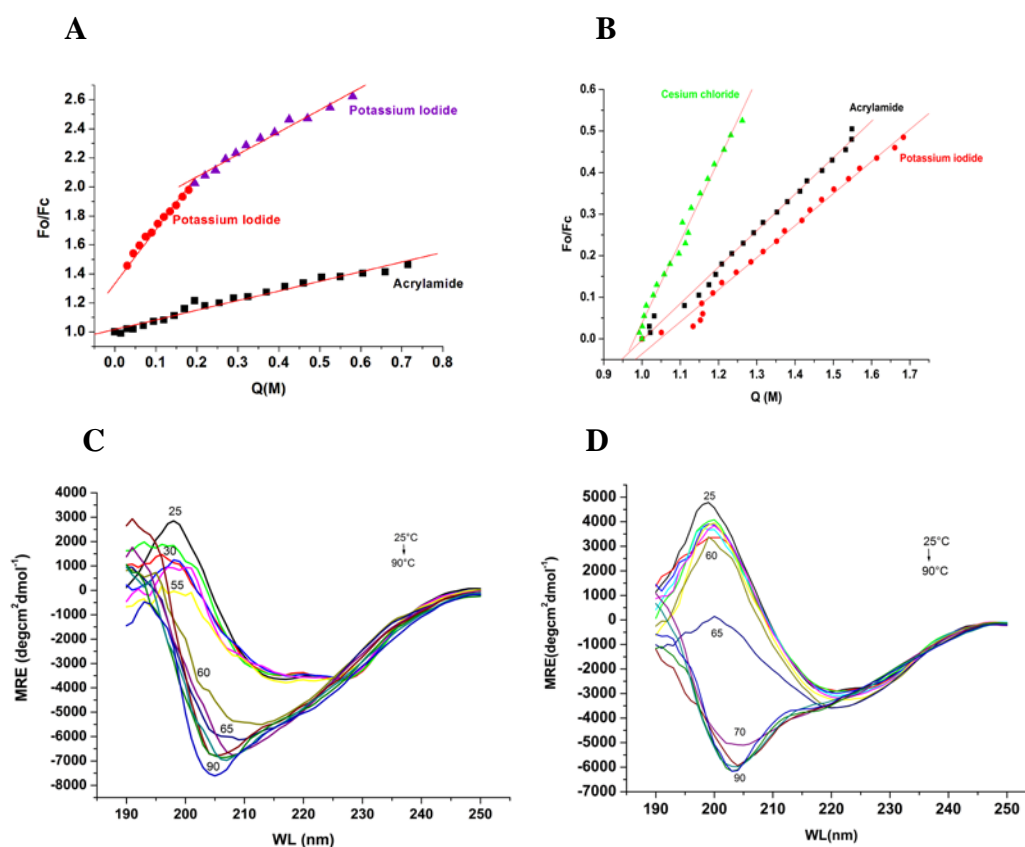 A
Fo/Fc
2.6
2.4
2.2
2.0
1.8
1.6
1.4
1.2
1.0
Potassium Iodide
Potassium Iodide
Acrylamide
0.0 0.1 0.2 0.3 0.4 0.5 0.6 0.7 0.8
Q(M)
B
Fo/Fc
0.6
0.5
0.4
0.3
0.2
0.1
0.0
Cesium chloride
Acrylamide
Potassium iodide
0.9 1.0 1.1 1.2 1.3 1.4 1.5 1.6 1.7
Q (M)
C
MRE (degcm²dmol⁻¹)
4000
3000
2000
1000
0
-1000
-2000
-3000
-4000
-5000
-6000
-7000
-8000
25
30
55
60
65
90
25°C
90°C
190 200 210 220 230 240 250
WL (nm)
D
MRE(degcm²dmol⁻¹)
5000
4000
3000
2000
1000
0
-1000
-2000
-3000
-4000
-5000
-6000
-7000
25
60
65
70
90
25°C
90°C
190 200 210 220 230 240 250
WL(nm)